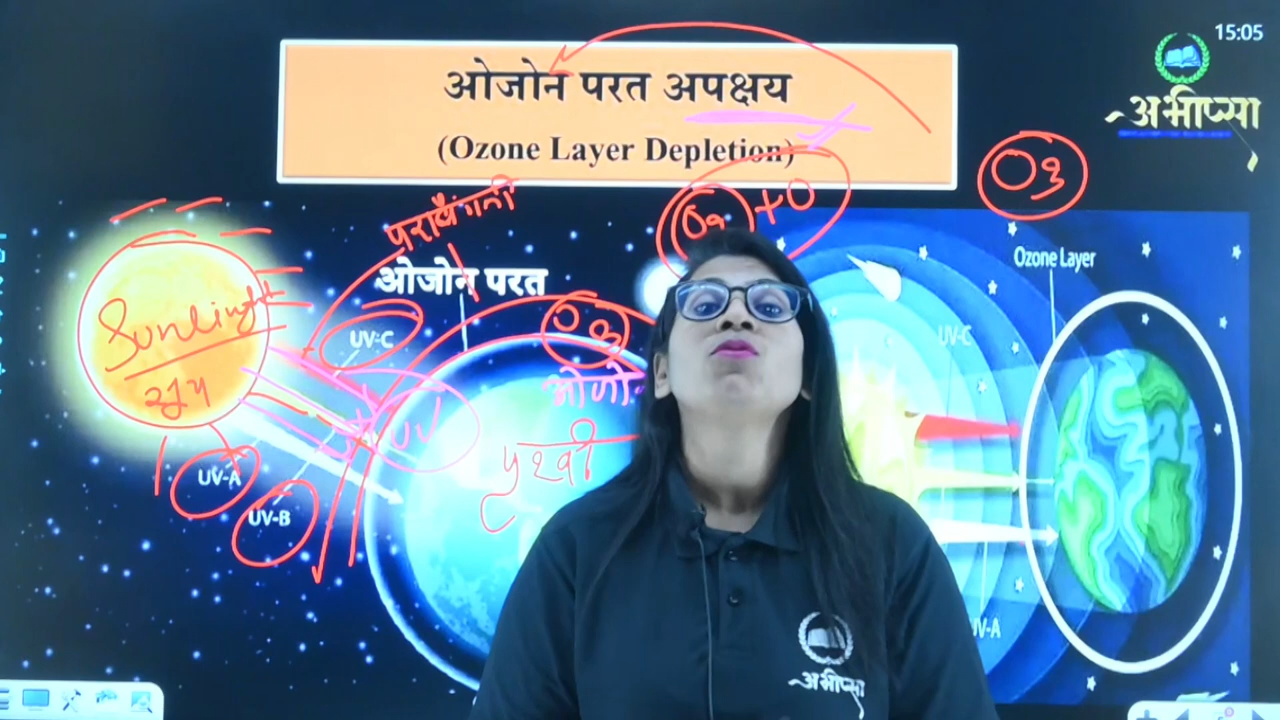 15:05
ओजोन परत अपक्षय
(Ozone Layer Depletion)
अभीप्सा
O3
O2 + O
पराबैंगनी
ओजोन परत
Ozone Layer
Sunlight
सूर्य
UV-C
O3
UV-C
UV
पृथ्वी
UV-A
UV-B
UV-A
अभीप्सा